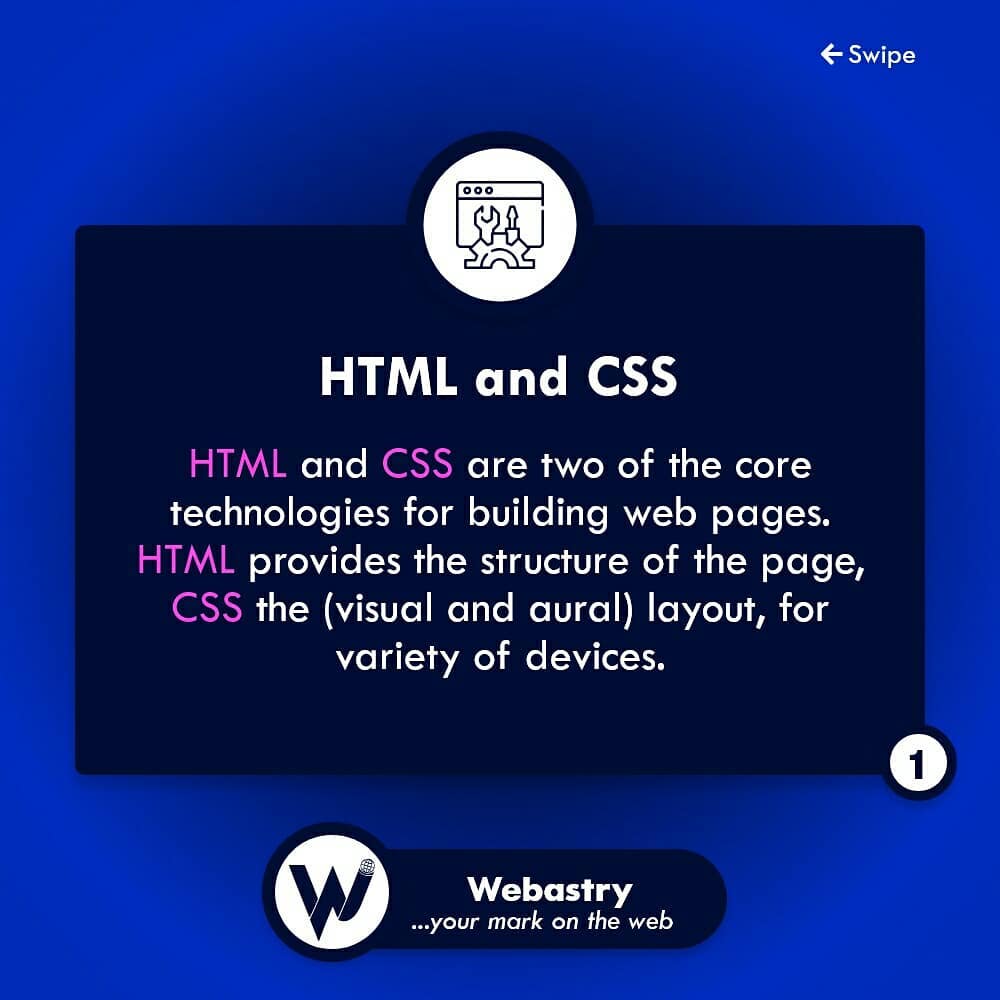 Swipe
HTML and CSS
HTML and CSS are two of the core
technologies for building web pages.
HTML provides the structure of the page,
CSS the (visual and aural) layout, for
variety of devices.
1
Webastry
...your mark on the web